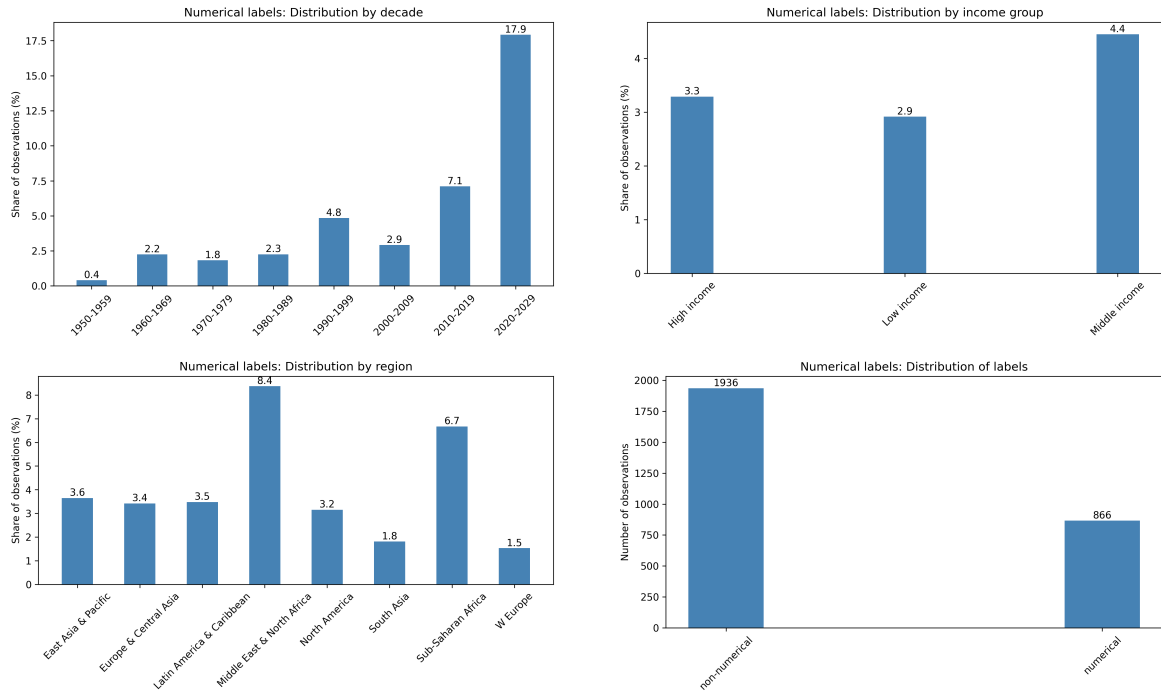 Numerical labels: Distribution by decade
Share of observations (%)
17.5
15.0
12.5
10.0
7.5
5.0
2.5
0.0
0.4
2.2
1.8
2.3
4.8
2.9
7.1
17.9
1950-1959
1960-1969
1970-1979
1980-1989
1990-1999
2000-2009
2010-2019
2020-2029
Numerical labels: Distribution by income group
Share of observations (%)
4
3
2
1
0
3.3
2.9
4.4
High income
Low income
Middle income
Numerical labels: Distribution by region
Share of observations (%)
8
7
6
5
4
3
2
1
0
3.6
3.4
3.5
8.4
3.2
1.8
6.7
1.5
East Asia & Pacific
Europe & Central Asia
Latin America & Caribbean
Middle East & North Africa
North America
South Asia
Sub-Saharan Africa
W Europe
Numerical labels: Distribution of labels
Number of observations
2000
1750
1500
1250
1000
750
500
250
0
1936
866
non-numerical
numerical